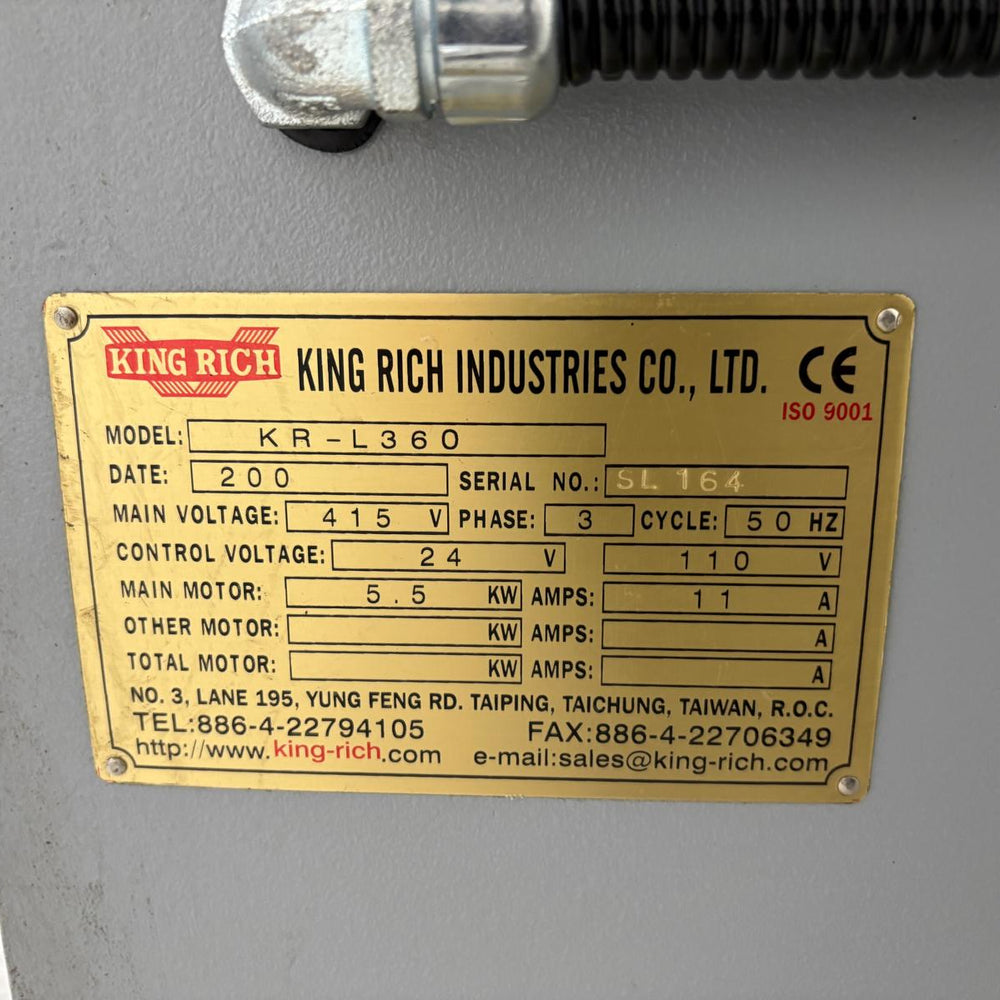 KING RICH KING RICH INDUSTRIES CO., LTD. CE
ISO 9001
MODEL: KR-L360
DATE: 200 SERIAL NO.: SL 164
MAIN VOLTAGE: 415 V PHASE: 3 CYCLE: 50 HZ
CONTROL VOLTAGE: 24 V 110 V
MAIN MOTOR: 5.5 KW AMPS: 11 A
OTHER MOTOR: KW AMPS: A
TOTAL MOTOR: KW AMPS: A
NO. 3, LANE 195, YUNG FENG RD. TAIPING, TAICHUNG, TAIWAN, R.O.C.
TEL:886-4-22794105 FAX:886-4-22706349
http://www.king-rich.com e-mail:sales@king-rich.com